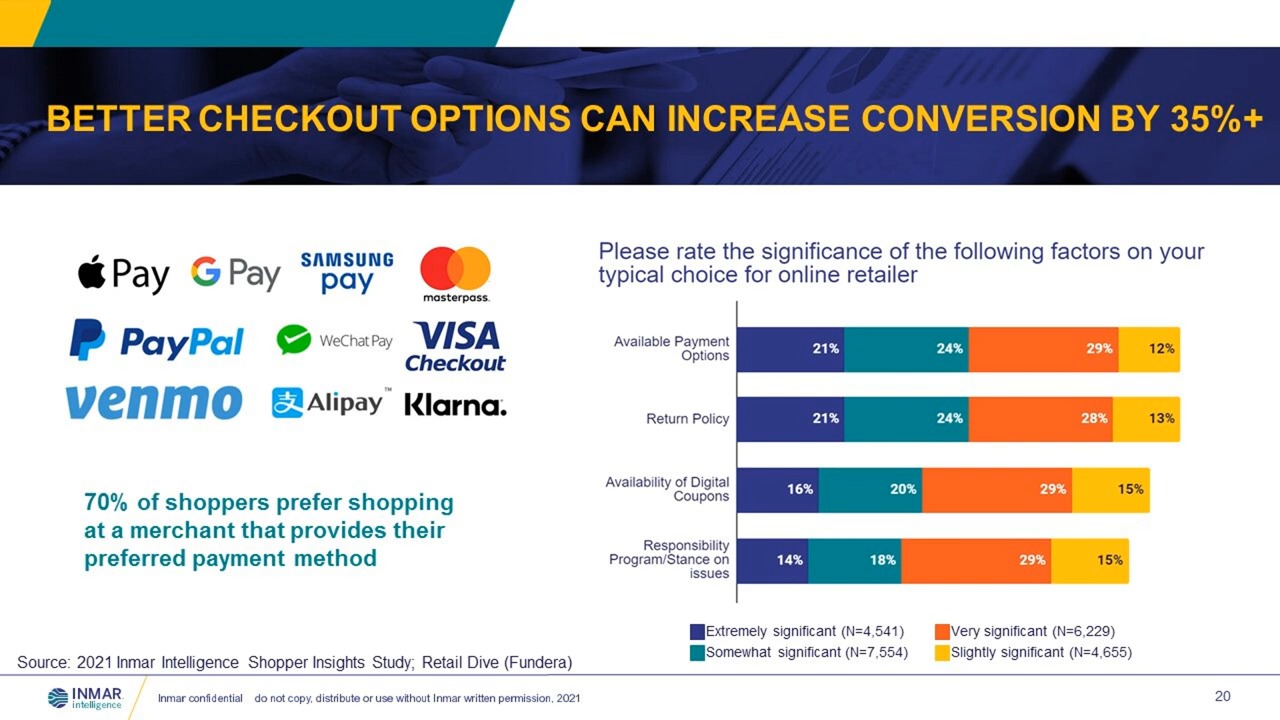 BETTER CHECKOUT OPTIONS CAN INCREASE CONVERSION BY 35%+
Pay
G Pay
SAMSUNG
pay
masterpass.
PayPal
WeChat Pay
VISA
Checkout
venmo
支 Alipay™
Klarna.
70% of shoppers prefer shopping
at a merchant that provides their
preferred payment method
Please rate the significance of the following factors on your
typical choice for online retailer
Available Payment
Options
21% 24% 29% 12%
Return Policy
21% 24% 28% 13%
Availability of Digital
Coupons
16% 20% 29% 15%
Responsibility
Program/Stance on
issues
14% 18% 29% 15%
Extremely significant (N=4,541)
Very significant (N=6,229)
Somewhat significant (N=7,554)
Slightly significant (N=4,655)
Source: 2021 Inmar Intelligence Shopper Insights Study; Retail Dive (Fundera)
INMAR
intelligence
Inmar confidential do not copy, distribute or use without Inmar written permission, 2021
20